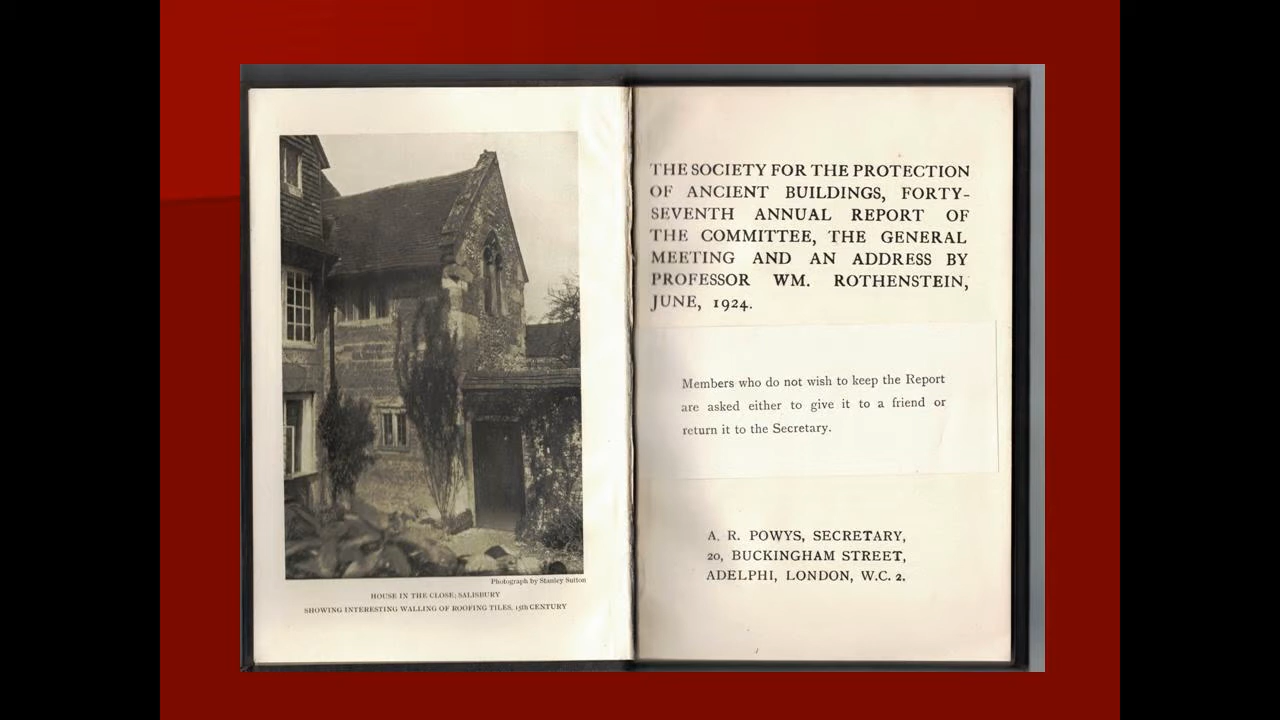 Photograph by Stanley Sutton
HOUSE IN THE CLOSE; SALISBURY
SHOWING INTERESTING WALLING OF ROOFING TILES, 15th CENTURY
THE SOCIETY FOR THE PROTECTION
OF ANCIENT BUILDINGS, FORTY-
SEVENTH ANNUAL REPORT OF
THE COMMITTEE, THE GENERAL
MEETING AND AN ADDRESS BY
PROFESSOR WM. ROTHENSTEIN,
JUNE, 1924.
Members who do not wish to keep the Report
are asked either to give it to a friend or
return it to the Secretary.
A. R. POWYS, SECRETARY,
20, BUCKINGHAM STREET,
ADELPHI, LONDON, W.C. 2.